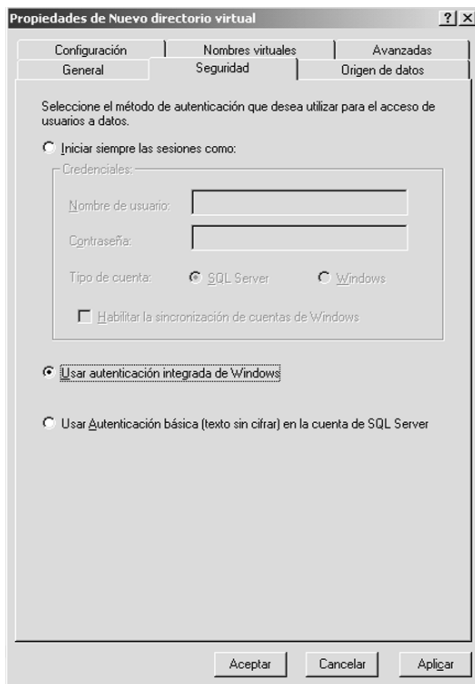 Propiedades de Nuevo directorio virtual
Configuración Nombres virtuales Avanzadas
General Seguridad Origen de datos
Seleccione el método de autenticación que desea utilizar para el acceso de
usuarios a datos.
Iniciar siempre las sesiones como:
Credenciales:
Nombre de usuario:
Contraseña:
Tipo de cuenta: SQL Server Windows
Habilitar la sincronización de cuentas de Windows
Usar autenticación integrada de Windows
Usar Autenticación básica (texto sin cifrar) en la cuenta de SQL Server
Aceptar Cancelar Aplicar